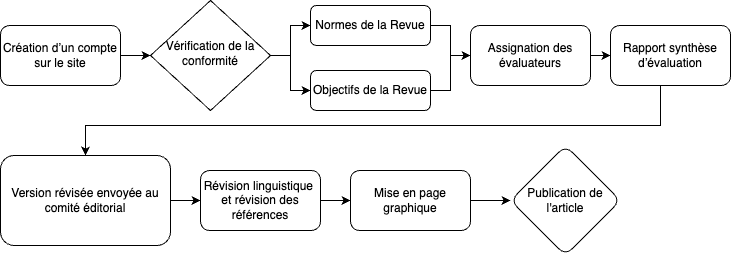 Création d'un compte
sur le site
Vérification de la
conformité
Normes de la Revue
Objectifs de la Revue
Assignation des
évaluateurs
Rapport synthèse
d'évaluation
Version révisée envoyée au
comité éditorial
Révision linguistique
et révision des
références
Mise en page
graphique
Publication de
l'article